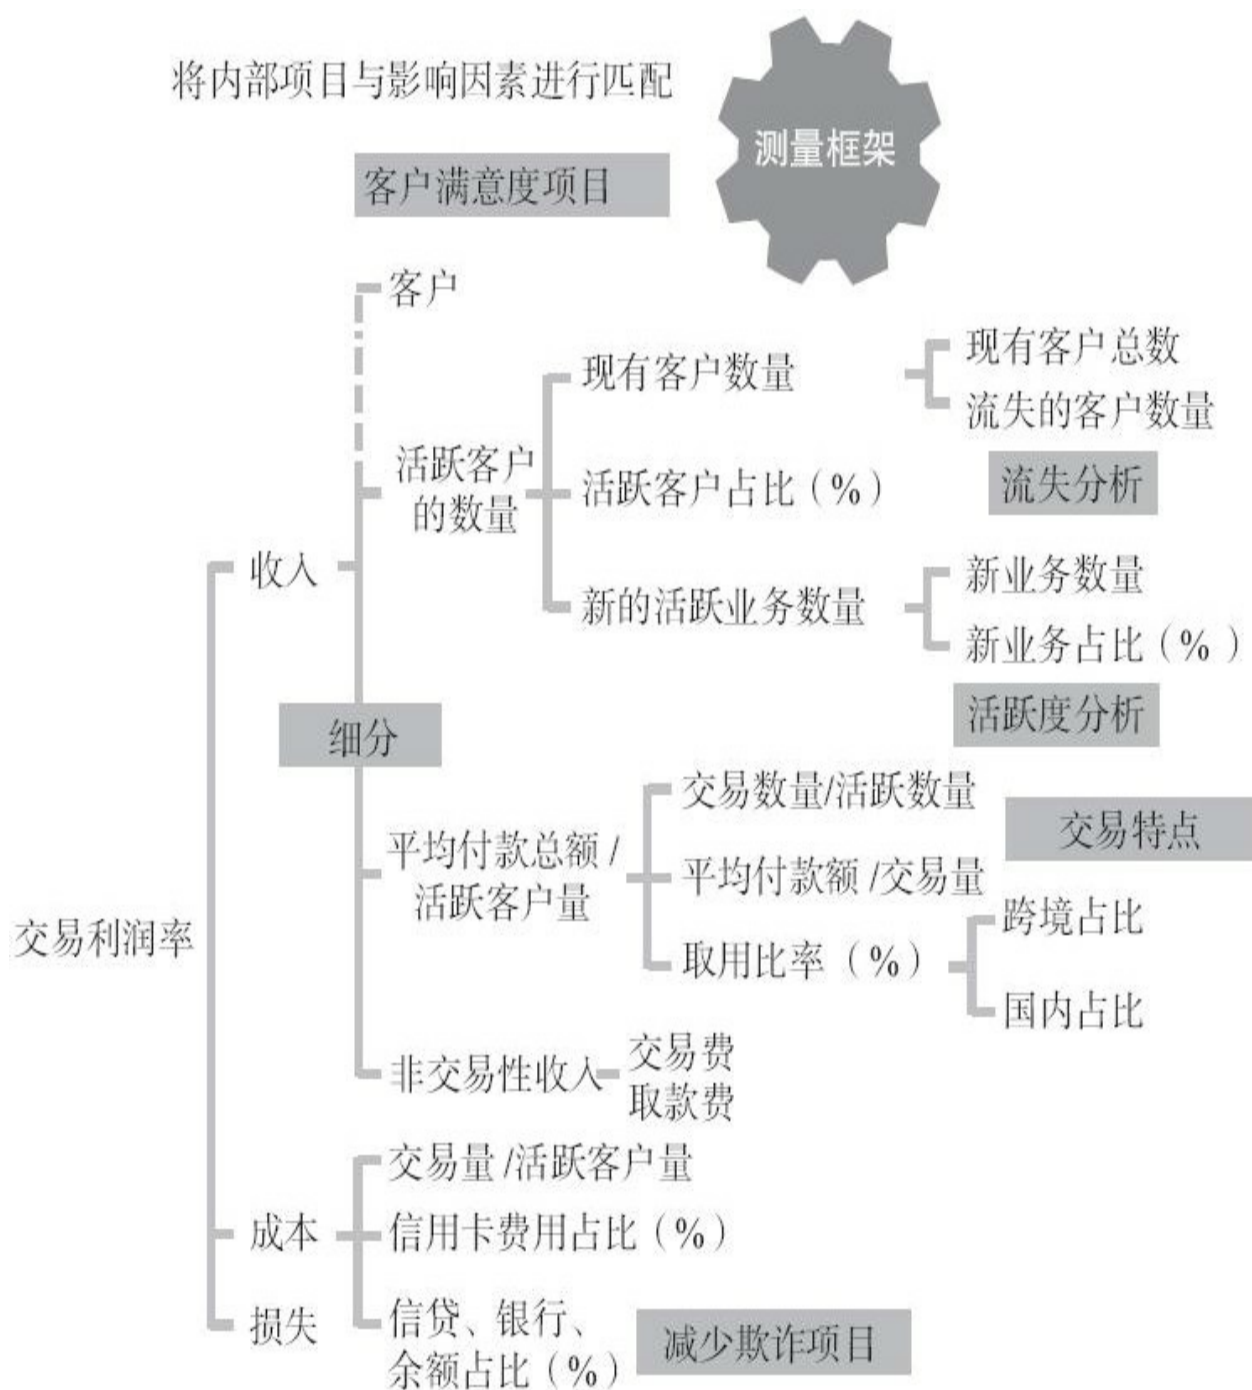 将内部项目与影响因素进行匹配
测量框架
客户满意度项目
客户
现有客户数量
现有客户总数
流失的客户数量
活跃客户
的数量
活跃客户占比(%)
流失分析
收入
新的活跃业务数量
新业务数量
新业务占比(%)
活跃度分析
细分
交易数量/活跃数量
交易特点
平均付款总额/
活跃客户量
平均付款额/交易量
跨境占比
交易利润率
取用比率(%)
国内占比
非交易性收入
交易费
取款费
交易量/活跃客户量
成本
信用卡费用占比(%)
损失
信贷、银行、
余额占比(%)
减少欺诈项目